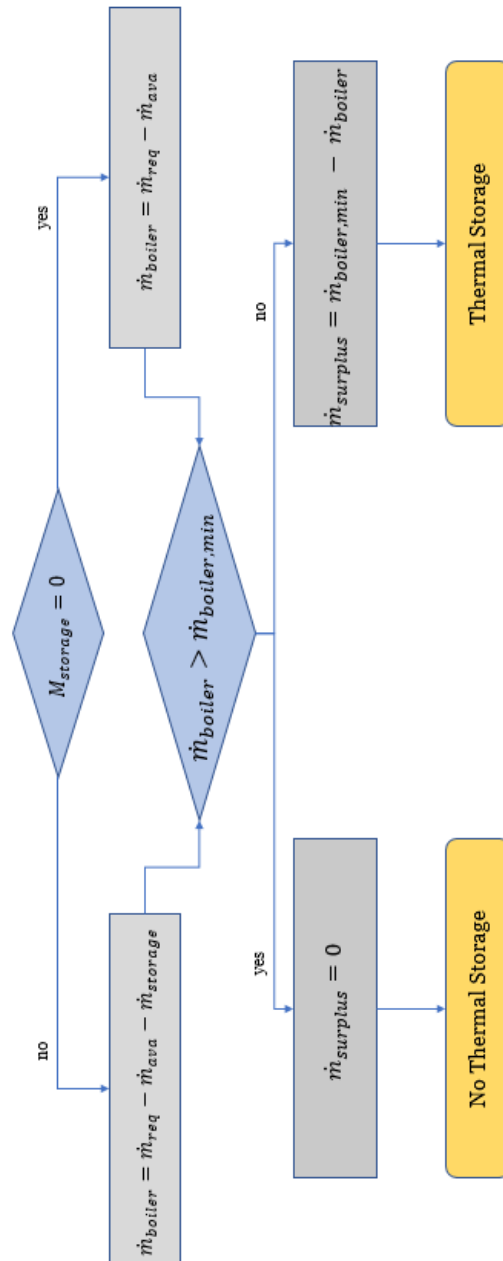 M_storage = 0
no
yes
ṁ_boiler = ṁ_req − ṁ_ava − ṁ_storage
ṁ_boiler = ṁ_req − ṁ_ava
ṁ_boiler > ṁ_boiler,min
yes
no
ṁ_surplus = 0
ṁ_surplus = ṁ_boiler,min − ṁ_boiler
No Thermal Storage
Thermal Storage